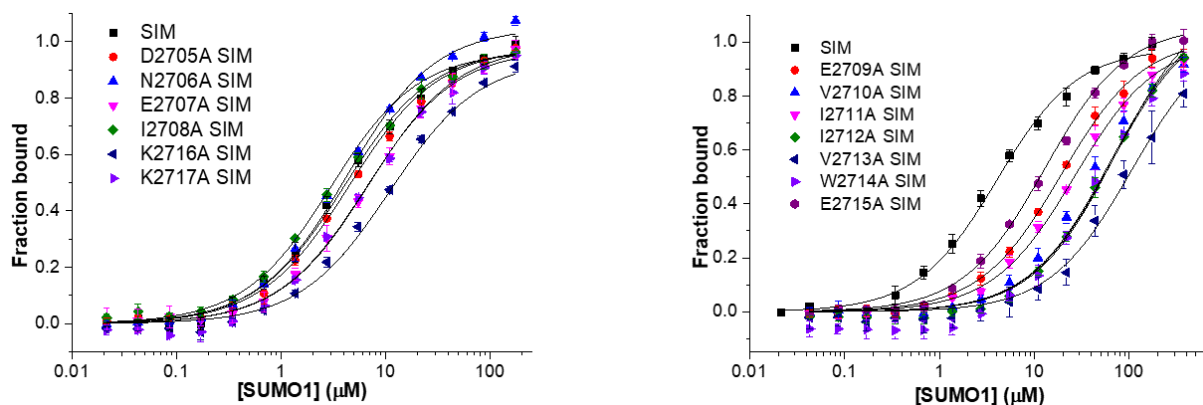 SIM
D2705A SIM
N2706A SIM
E2707A SIM
I2708A SIM
K2716A SIM
K2717A SIM
Fraction bound
1.0
0.8
0.6
0.4
0.2
0.0
0.01 0.1 1 10 100
[SUMO1] (μM)
SIM
E2709A SIM
V2710A SIM
I2711A SIM
I2712A SIM
V2713A SIM
W2714A SIM
E2715A SIM
Fraction bound
1.0
0.8
0.6
0.4
0.2
0.0
0.01 0.1 1 10 100
[SUMO1] (μM)